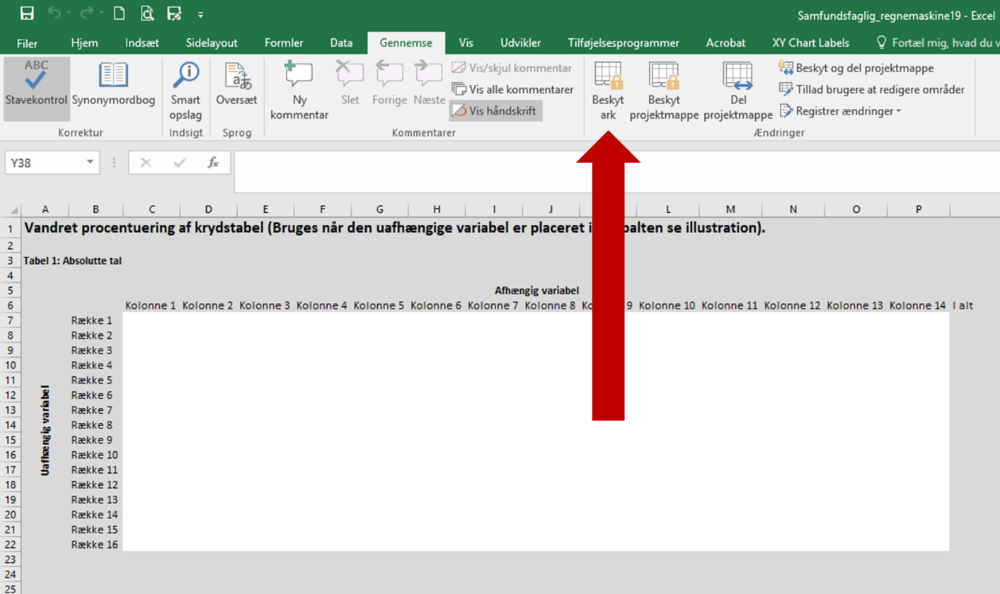 Samfundsfaglig_regnemaskine19 - Excel
Filer Hjem Indsæt Sidelayout Formler Data Gennemse Vis Udvikler Tilføjelsesprogrammer Acrobat XY Chart Labels Fortæl mig, hvad du v
ABC
Stavekontrol Synonymordbog
Korrektur
Smart
opslag
Indsigt
Oversæt
Sprog
Ny
kommentar
Slet Forrige Næste
Vis/skjul kommentar
Vis alle kommentarer
Vis håndskrift
Kommentarer
Beskyt
ark
Beskyt
projektmappe
Del
projektmappe
Beskyt og del projektmappe
Tillad brugere at redigere områder
Registrer ændringer
Ændringer
Y38 fx
A B C D E F G H I J L M N O P
1 Vandret procentuering af krydstabel (Bruges når den uafhængige variabel er placeret i palten se illustration).
2
3 Tabel 1: Absolutte tal
4
5 Afhængig variabel
6 Kolonne 1 Kolonne 2 Kolonne 3 Kolonne 4 Kolonne 5 Kolonne 6 Kolonne 7 Kolonne 8 Ko 9 Kolonne 10 Kolonne 11 Kolonne 12 Kolonne 13 Kolonne 14 I alt
7 Række 1
8 Række 2
9 Række 3
10 Række 4
11 Række 5
12 Række 6
13 Række 7
14 Række 8
15 Række 9
16 Række 10
17 Række 11
18 Række 12
19 Række 13
20 Række 14
21 Række 15
22 Række 16
23
24
25
Uafhængig variabel